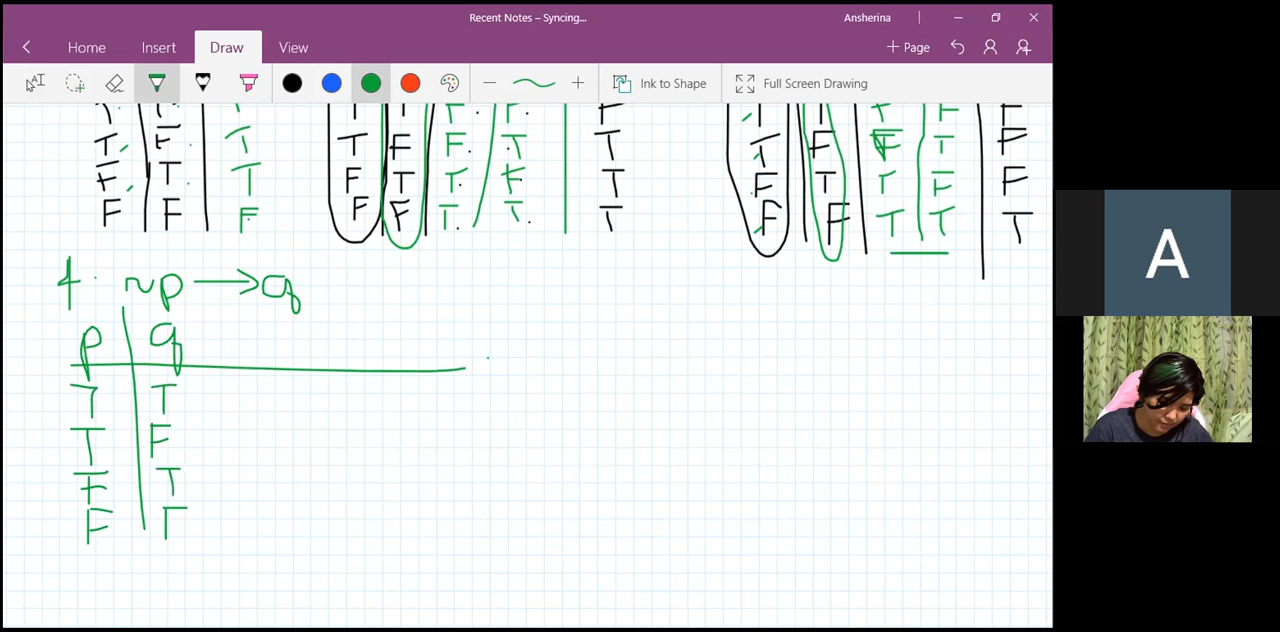 Recent Notes – Syncing...
Ansherina
Home Insert Draw View
+ Page
Ink to Shape
Full Screen Drawing
T F T T F F T T T F T F
F T T F T T F T T F T F F
F F F F F T T T F F T T T
4. ~p → q
p q
T T
T F
F T
F
A